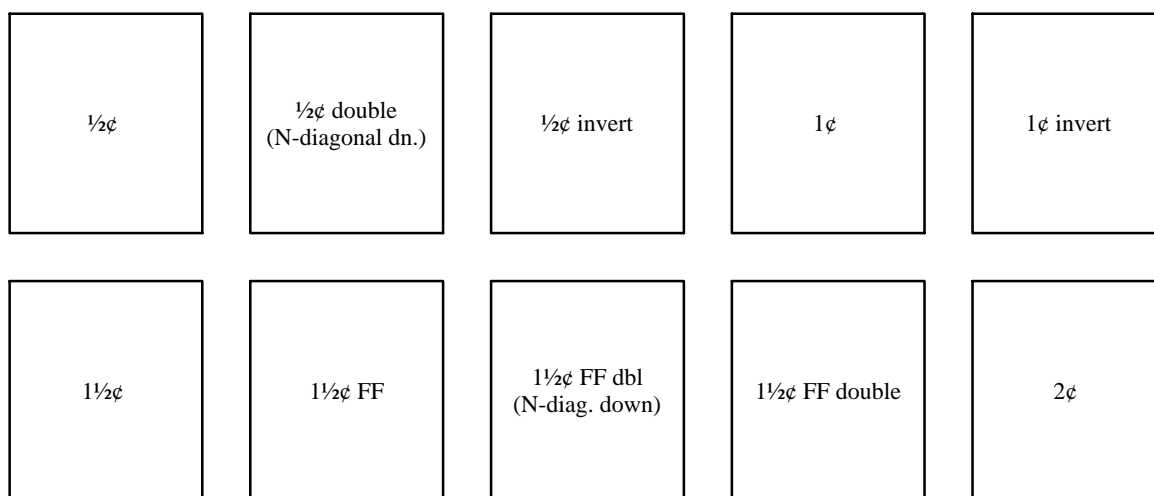 ½¢
½¢ double
(N-diagonal dn.)
½¢ invert
1¢
1¢ invert
1½¢
1½¢ FF
1½¢ FF dbl
(N-diag. down)
1½¢ FF double
2¢